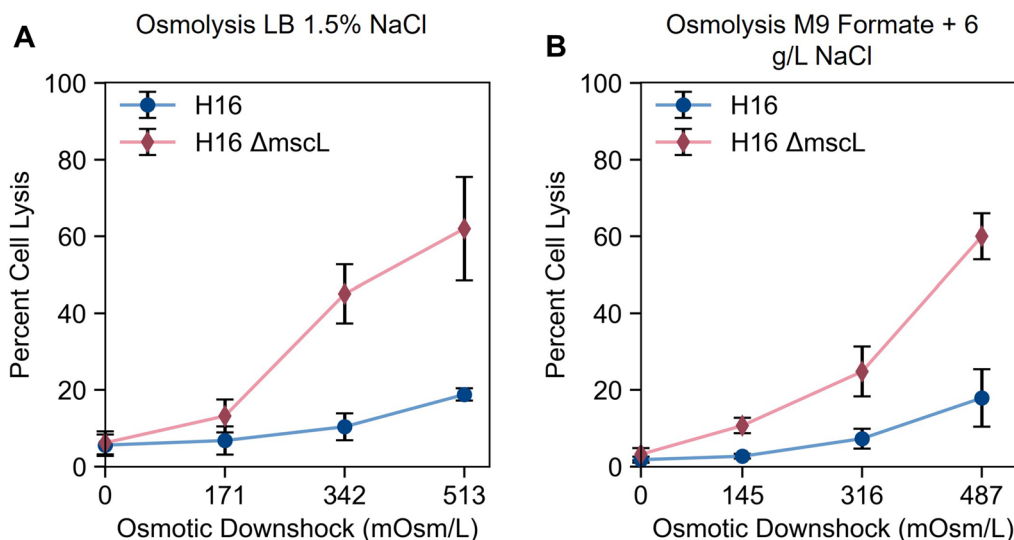 A
Osmolysis LB 1.5% NaCl
100
80
60
40
20
0
Percent Cell Lysis
H16
H16 ΔmscL
0 171 342 513
Osmotic Downshock (mOsm/L)
B
Osmolysis M9 Formate + 6
g/L NaCl
100
80
60
40
20
0
Percent Cell Lysis
H16
H16 ΔmscL
0 145 316 487
Osmotic Downshock (mOsm/L)